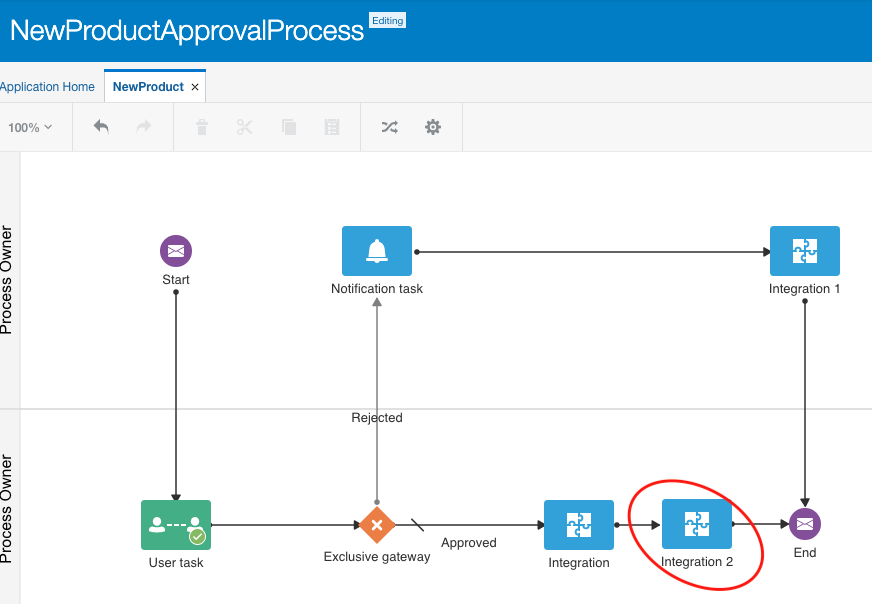 NewProductApprovalProcess
Editing
Application Home
NewProduct ×
100%
Process Owner
Start
Notification task
Integration 1
Rejected
Process Owner
User task
Exclusive gateway
Approved
Integration
Integration 2
End